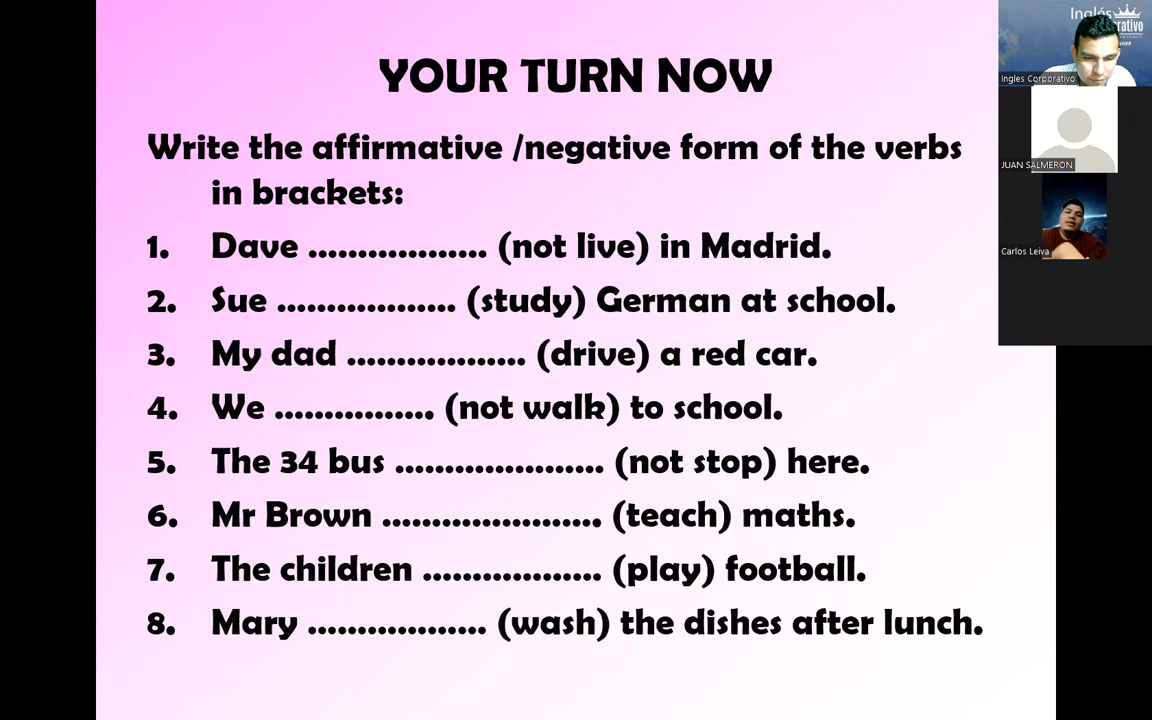 YOUR TURN NOW
Write the affirmative /negative form of the verbs
in brackets:
1. Dave .................. (not live) in Madrid.
2. Sue .................. (study) German at school.
3. My dad .................. (drive) a red car.
4. We ................ (not walk) to school.
5. The 34 bus ..................... (not stop) here.
6. Mr Brown ...................... (teach) maths.
7. The children .................. (play) football.
8. Mary .................. (wash) the dishes after lunch.
Inglés
Ingles Corporativo
JUAN SALMERON
Carlos Leiva